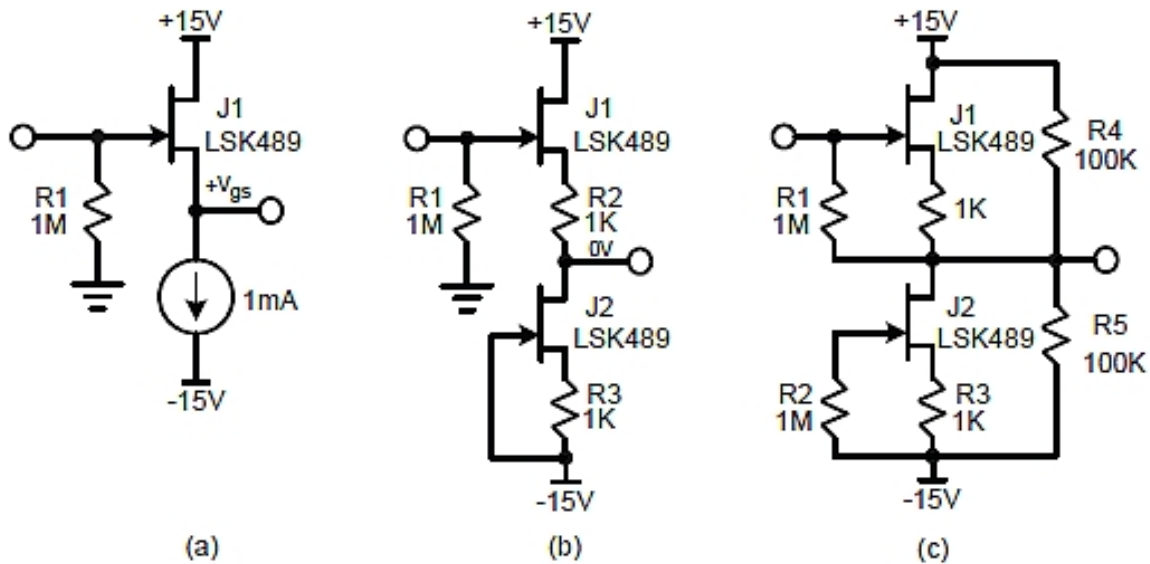 +15V
J1
LSK489
R1
1M
+Vgs
1mA
-15V
(a)
+15V
J1
LSK489
R1
1M
R2
1K
0V
J2
LSK489
R3
1K
-15V
(b)
+15V
J1
LSK489
R4
100K
R1
1M
1K
J2
LSK489
R5
100K
R2
1M
R3
1K
-15V
(c)